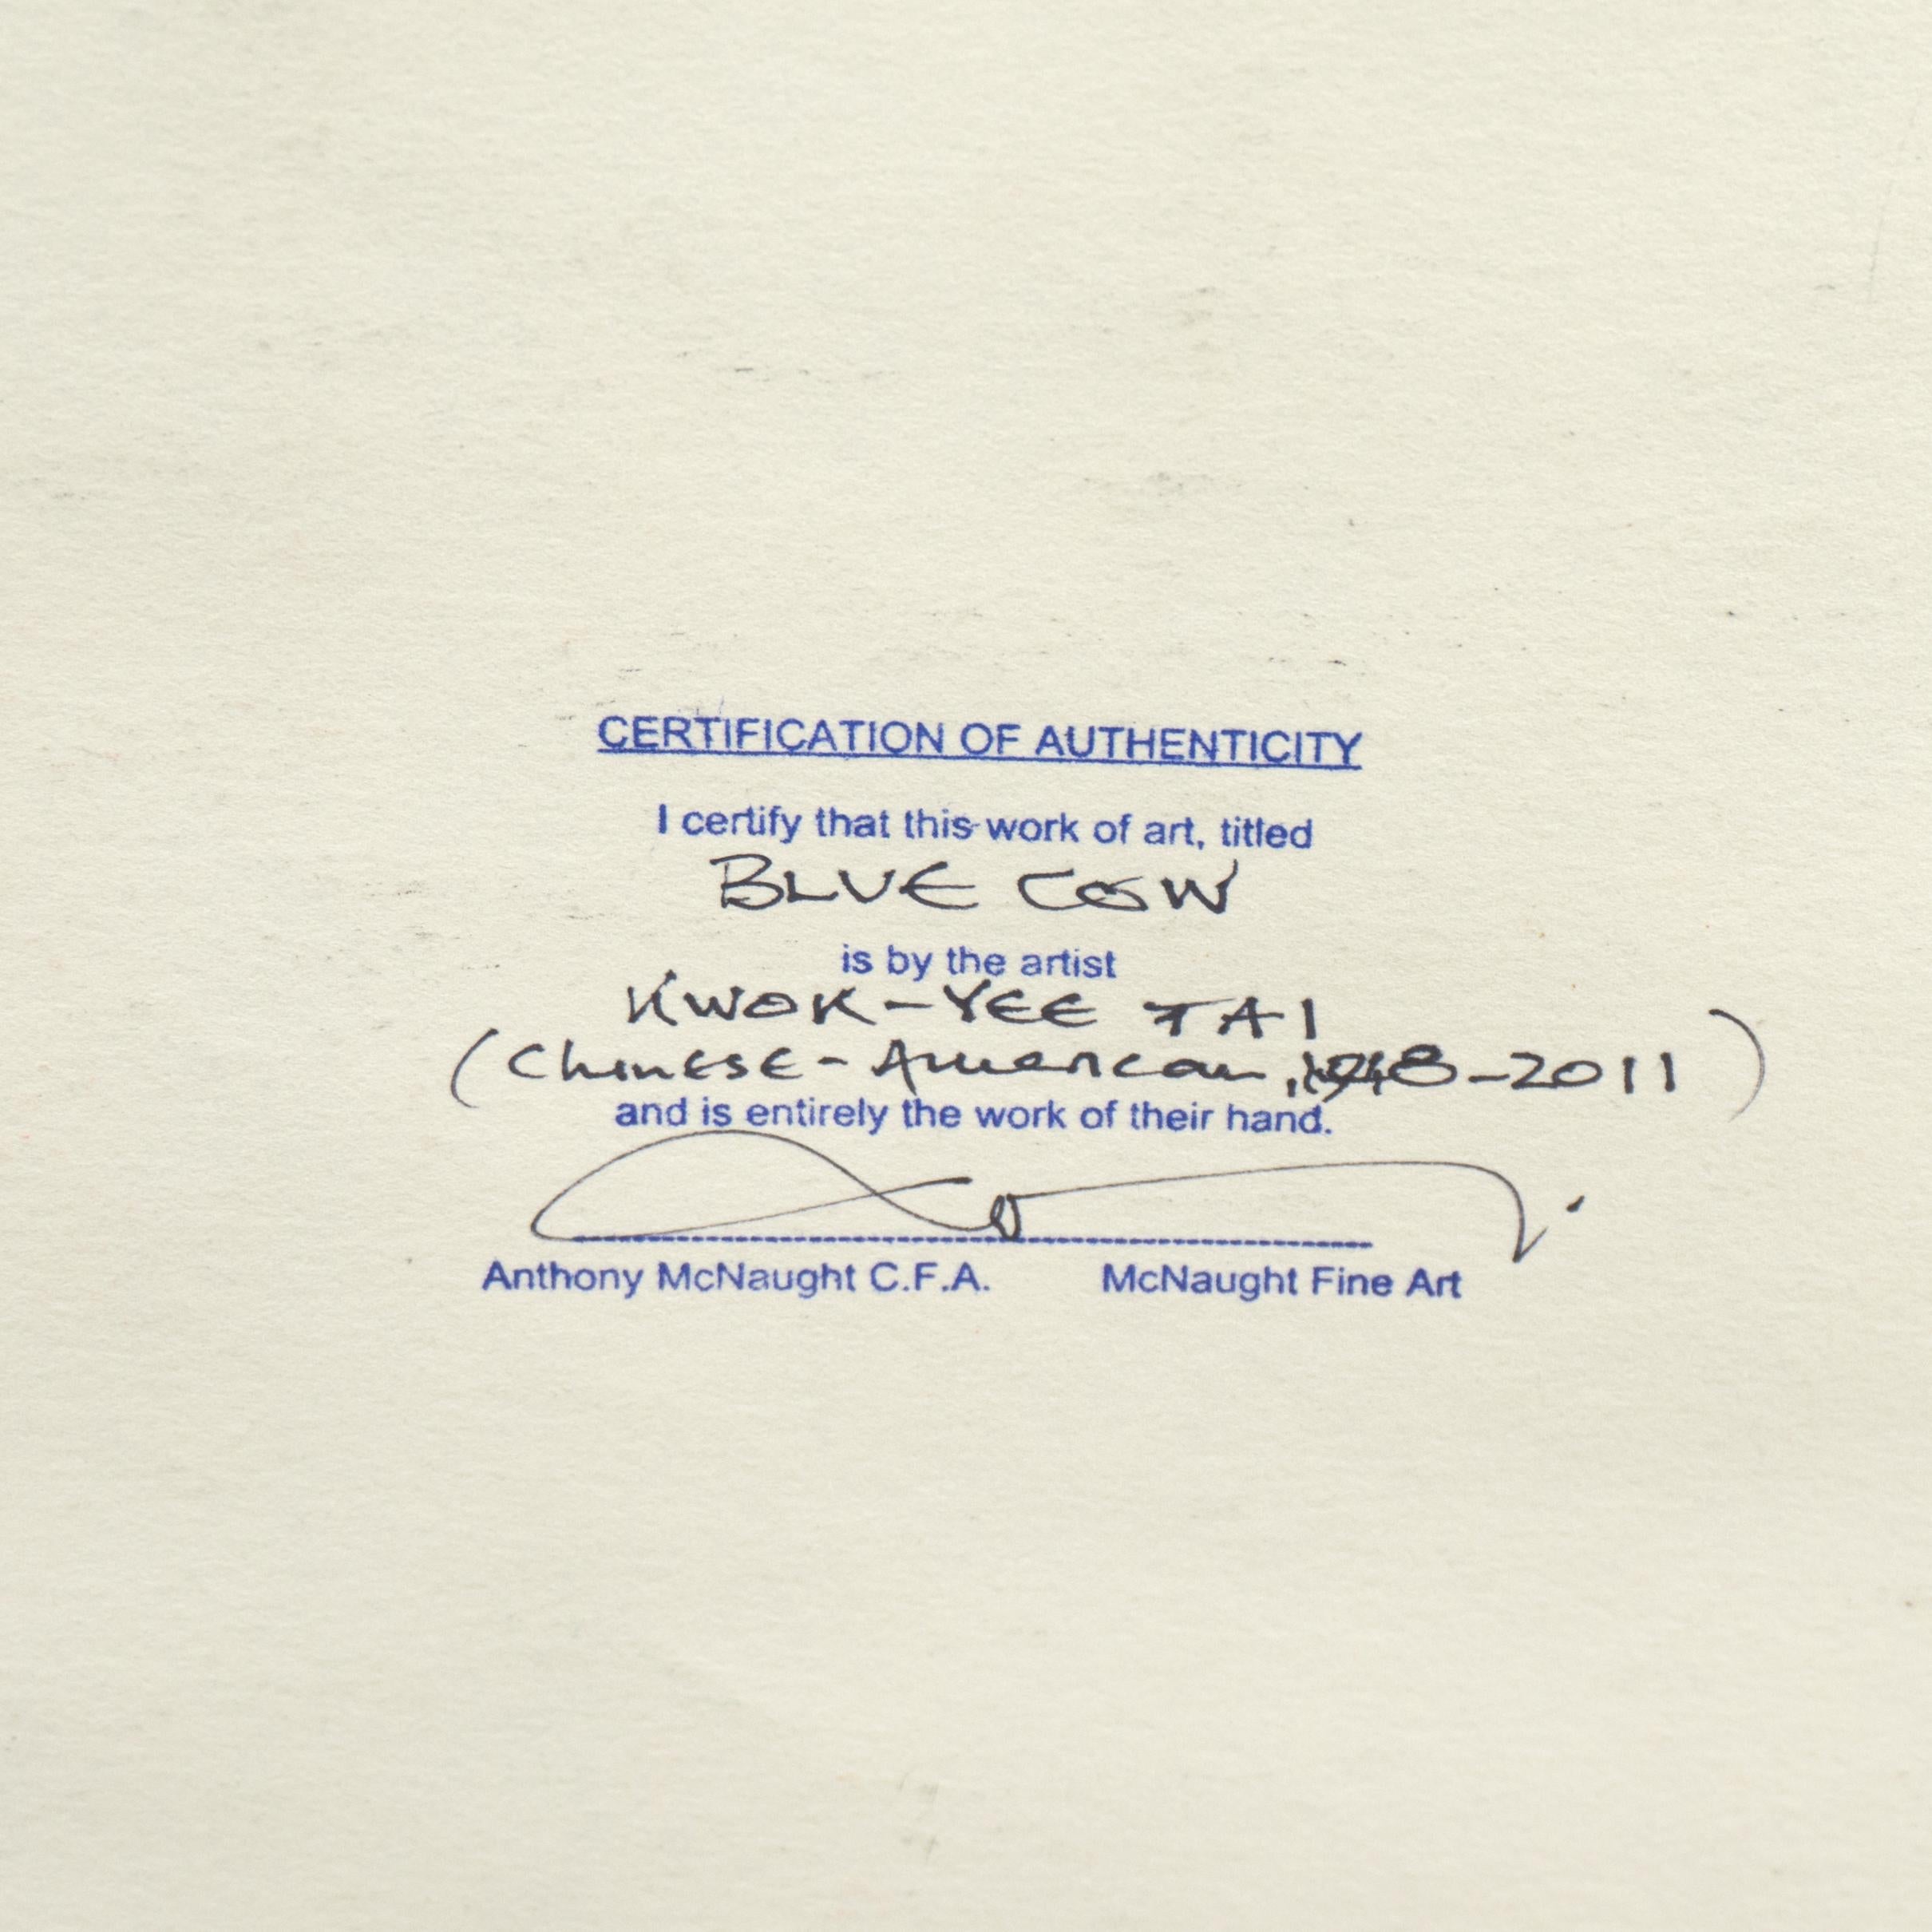 CERTIFICATION OF AUTHENTICITY
I certify that this work of art, titled
BLUE COW
is by the artist
KWOK-YEE TAI
(Chinese-American, 1948-2011)
and is entirely the work of their hand.
Anthony McNaught C.F.A. McNaught Fine Art